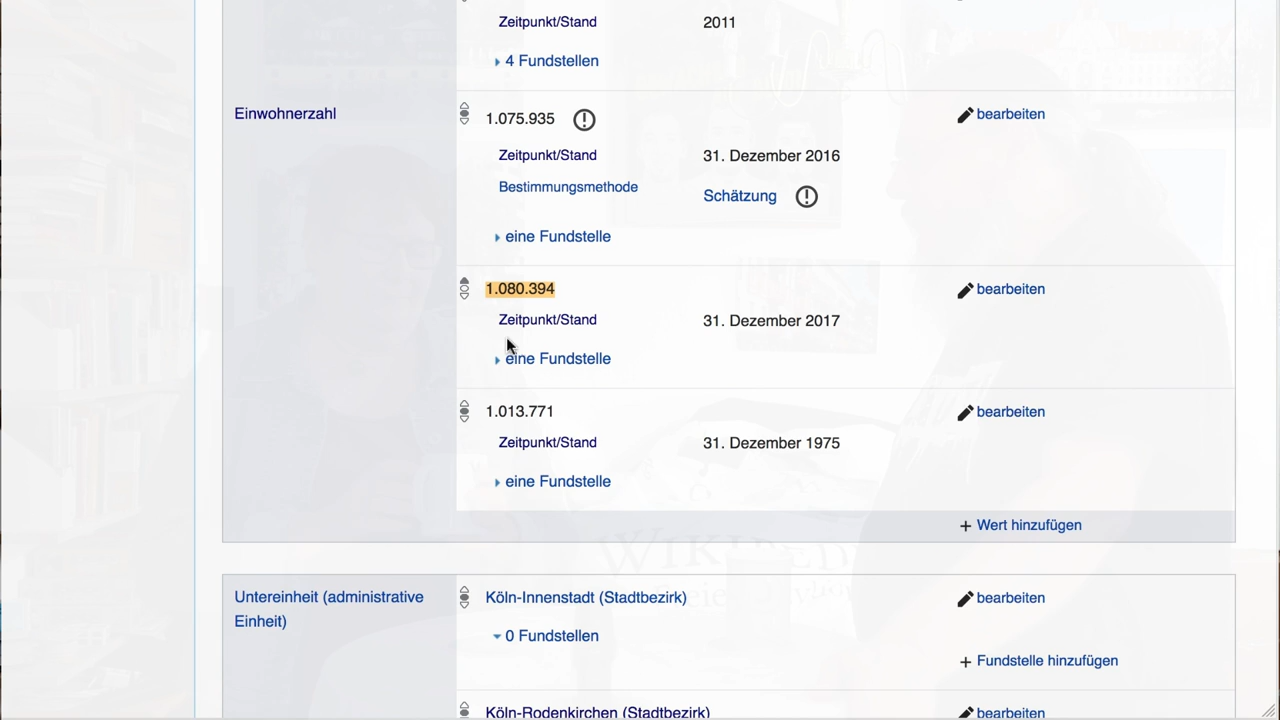 Zeitpunkt/Stand 2011
4 Fundstellen
Einwohnerzahl 1.075.935 bearbeiten
Zeitpunkt/Stand 31. Dezember 2016
Bestimmungsmethode Schätzung
eine Fundstelle
1.080.394 bearbeiten
Zeitpunkt/Stand 31. Dezember 2017
eine Fundstelle
1.013.771 bearbeiten
Zeitpunkt/Stand 31. Dezember 1975
eine Fundstelle
+ Wert hinzufügen
Untereinheit (administrative Köln-Innenstadt (Stadtbezirk) bearbeiten
Einheit)
0 Fundstellen
+ Fundstelle hinzufügen
Köln-Rodenkirchen (Stadtbezirk) bearbeiten